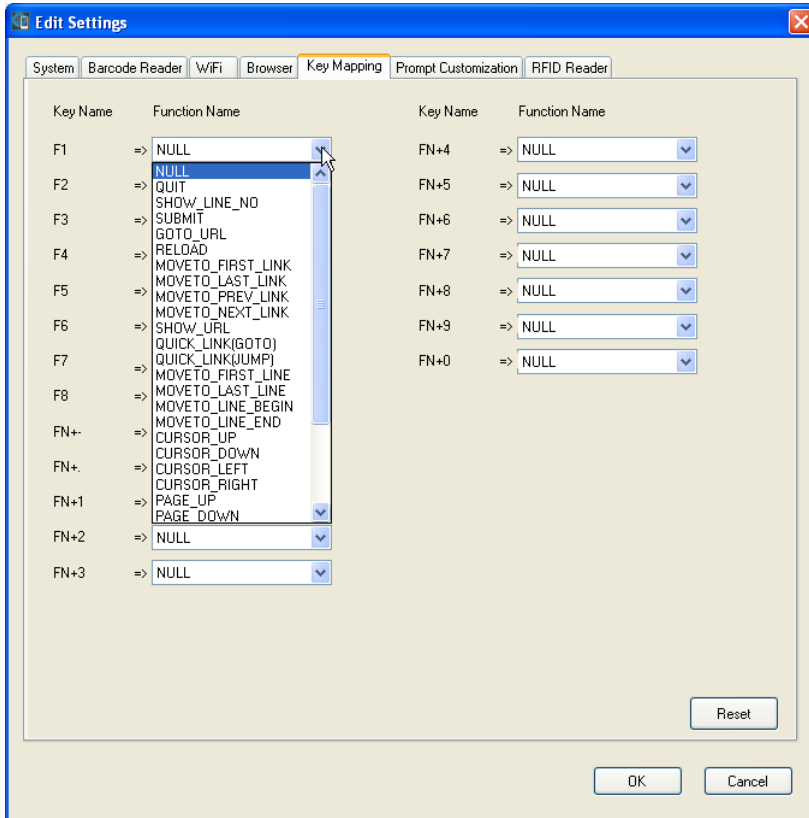 Edit Settings
System Barcode Reader WiFi Browser Key Mapping Prompt Customization RFID Reader
Key Name Function Name
F1 => NULL
F2 =>
F3 =>
F4 =>
F5 =>
F6 =>
F7 =>
F8 =>
FN+- =>
FN+. =>
FN+1 =>
NULL
QUIT
SHOW_LINE_NO
SUBMIT
GOTO_URL
RELOAD
MOVETO_FIRST_LINK
MOVETO_LAST_LINK
MOVETO_PREV_LINK
MOVETO_NEXT_LINK
SHOW_URL
QUICK_LINK(GOTO)
QUICK_LINK(JUMP)
MOVETO_FIRST_LINE
MOVETO_LAST_LINE
MOVETO_LINE_BEGIN
MOVETO_LINE_END
CURSOR_UP
CURSOR_DOWN
CURSOR_LEFT
CURSOR_RIGHT
PAGE_UP
PAGE_DOWN
FN+2 => NULL
FN+3 => NULL
Key Name Function Name
FN+4 => NULL
FN+5 => NULL
FN+6 => NULL
FN+7 => NULL
FN+8 => NULL
FN+9 => NULL
FN+0 => NULL
Reset
OK Cancel